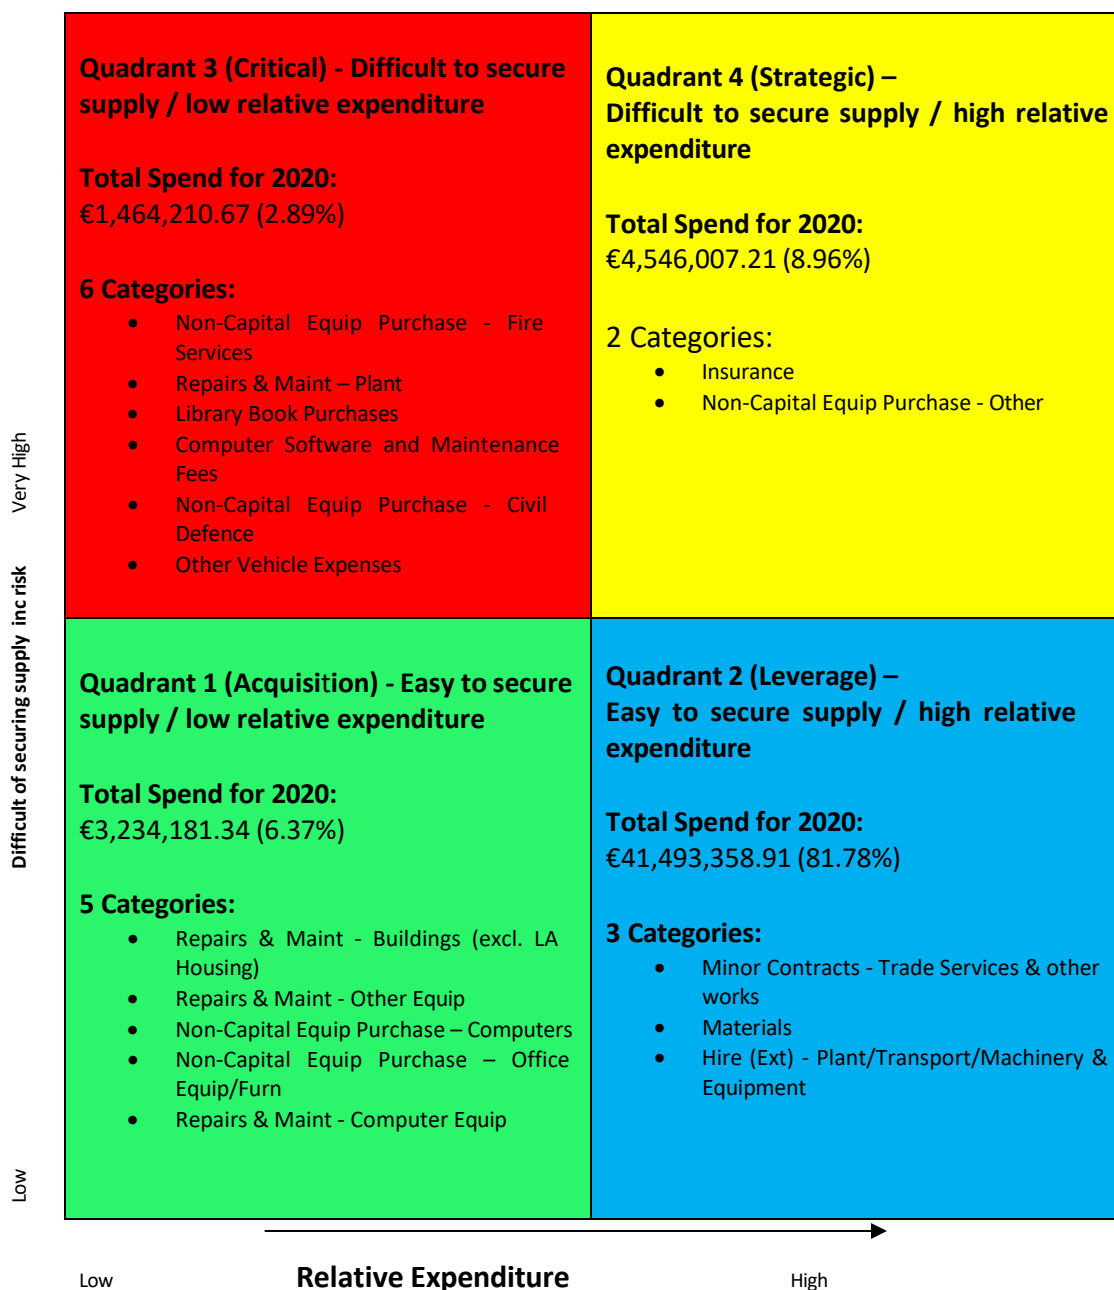 Quadrant 3 (Critical) - Difficult to secure
supply / low relative expenditure
Total Spend for 2020:
€1,464,210.67 (2.89%)
6 Categories:
• Non-Capital Equip Purchase - Fire
Services
• Repairs & Maint – Plant
• Library Book Purchases
• Computer Software and Maintenance
Fees
• Non-Capital Equip Purchase - Civil
Defence
• Other Vehicle Expenses
Quadrant 4 (Strategic) –
Difficult to secure supply / high relative
expenditure
Total Spend for 2020:
€4,546,007.21 (8.96%)
2 Categories:
• Insurance
• Non-Capital Equip Purchase - Other
Very High
Difficult of securing supply inc risk
Low
Quadrant 1 (Acquisition) - Easy to secure
supply / low relative expenditure
Total Spend for 2020:
€3,234,181.34 (6.37%)
5 Categories:
• Repairs & Maint - Buildings (excl. LA
Housing)
• Repairs & Maint - Other Equip
• Non-Capital Equip Purchase – Computers
• Non-Capital Equip Purchase – Office
Equip/Furn
• Repairs & Maint - Computer Equip
Quadrant 2 (Leverage) –
Easy to secure supply / high relative
expenditure
Total Spend for 2020:
€41,493,358.91 (81.78%)
3 Categories:
• Minor Contracts - Trade Services & other
works
• Materials
• Hire (Ext) - Plant/Transport/Machinery &
Equipment
Low Relative Expenditure High